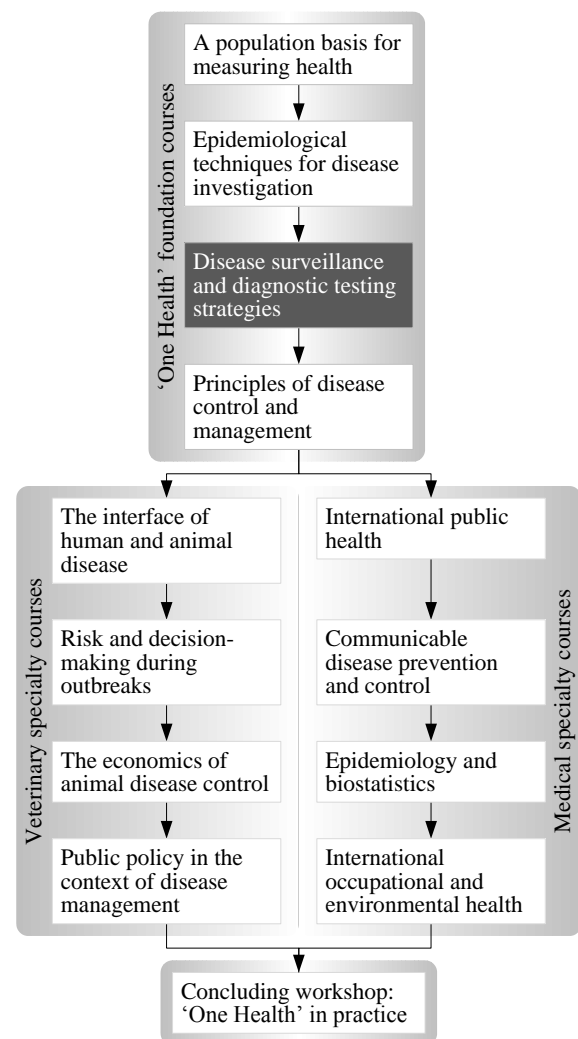 A population basis for
measuring health
Epidemiological
techniques for disease
investigation
Disease surveillance
and diagnostic testing
strategies
Principles of disease
control and
management
‘One Health’ foundation courses
The interface of
human and animal
disease
Risk and decision-
making during
outbreaks
The economics of
animal disease control
Public policy in the
context of disease
management
Veterinary specialty courses
International public
health
Communicable
disease prevention
and control
Epidemiology and
biostatistics
International
occupational and
environmental health
Medical specialty courses
Concluding workshop:
‘One Health’ in practice